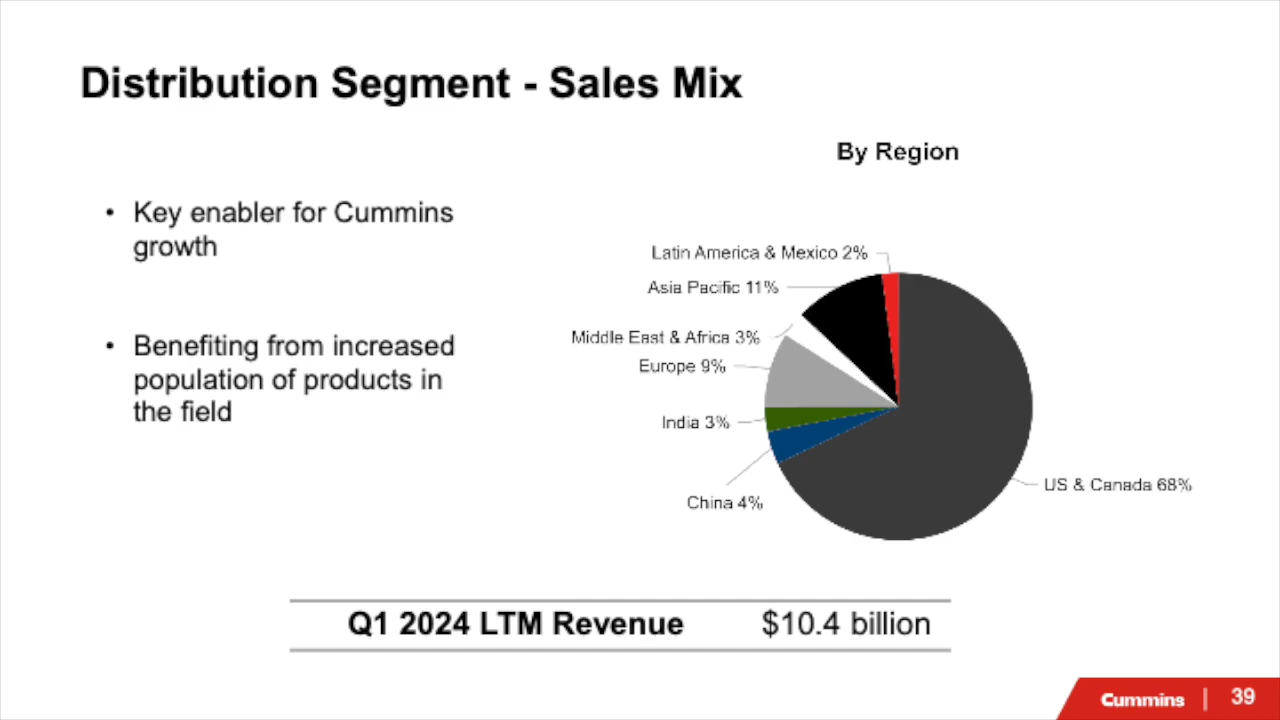 Distribution Segment - Sales Mix
By Region
• Key enabler for Cummins
growth
• Benefiting from increased
population of products in
the field
Latin America & Mexico 2%
Asia Pacific 11%
Middle East & Africa 3%
Europe 9%
India 3%
China 4%
US & Canada 68%
Q1 2024 LTM Revenue $10.4 billion
Cummins | 39